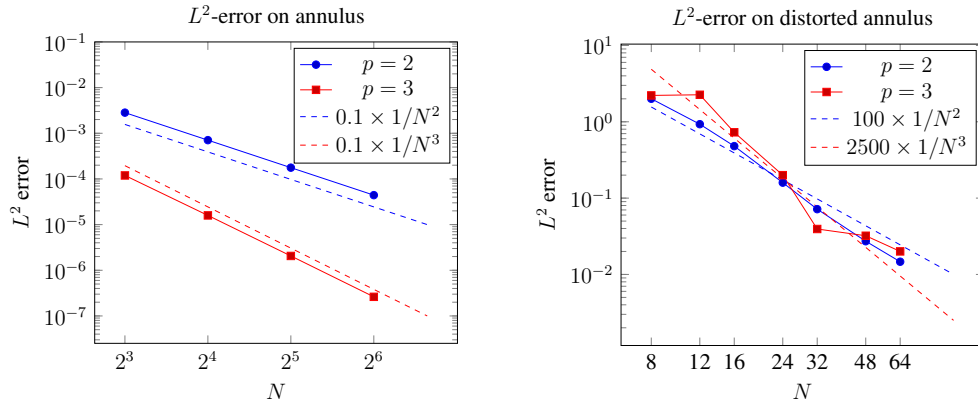 L²-error on annulus
10⁻¹
10⁻²
10⁻³
10⁻⁴
10⁻⁵
10⁻⁶
10⁻⁷
L² error
2³ 2⁴ 2⁵ 2⁶
N
p = 2
p = 3
0.1 × 1/N²
0.1 × 1/N³
L²-error on distorted annulus
10¹
10⁰
10⁻¹
10⁻²
L² error
8 12 16 24 32 48 64
N
p = 2
p = 3
100 × 1/N²
2500 × 1/N³